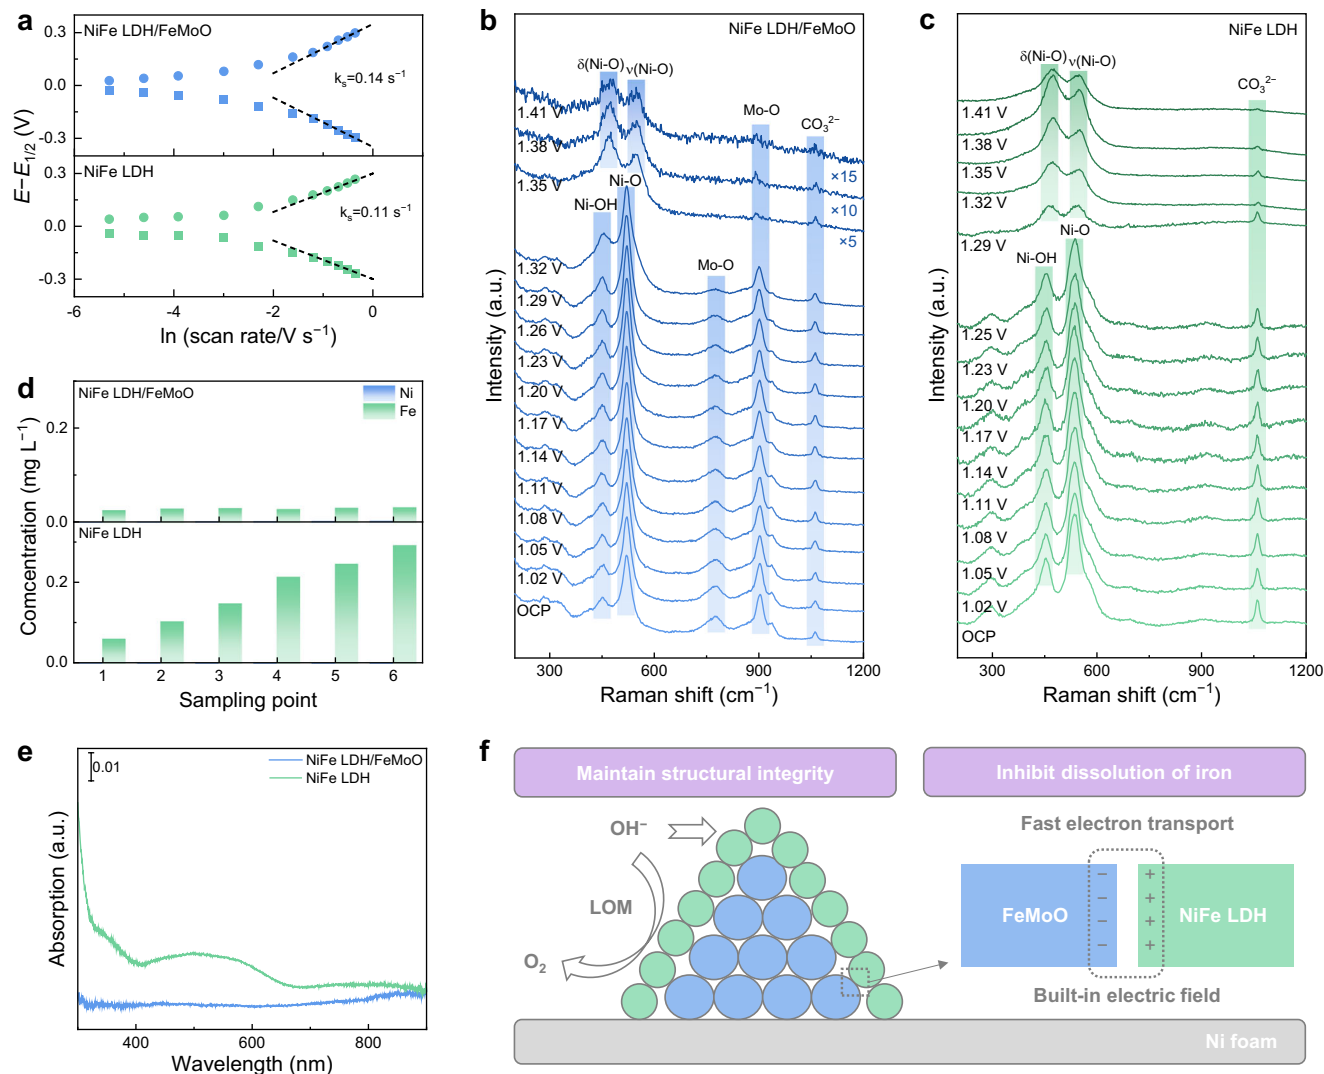 a
NiFe LDH/FeMoO
0.3
0.0
-0.3
kₛ=0.14 s⁻¹
NiFe LDH
0.3
0.0
-0.3
kₛ=0.11 s⁻¹
E−E1/2 (V)
-6 -4 -2 0
ln (scan rate/V s⁻¹)
b
NiFe LDH/FeMoO
δ(Ni-O) ν(Ni-O)
Mo-O
CO₃²⁻
1.41 V
×15
1.38 V
×10
1.35 V
×5
Ni-O
Ni-OH
Mo-O
1.32 V
1.29 V
1.26 V
1.23 V
1.20 V
1.17 V
1.14 V
1.11 V
1.08 V
1.05 V
1.02 V
OCP
Intensity (a.u.)
300 600 900 1200
Raman shift (cm⁻¹)
c
NiFe LDH
δ(Ni-O) ν(Ni-O)
CO₃²⁻
1.41 V
1.38 V
1.35 V
1.32 V
1.29 V
Ni-O
Ni-OH
1.25 V
1.23 V
1.20 V
1.17 V
1.14 V
1.11 V
1.08 V
1.05 V
1.02 V
OCP
Intensity (a.u.)
300 600 900 1200
Raman shift (cm⁻¹)
d
NiFe LDH/FeMoO
Ni
Fe
0.2
0.0
NiFe LDH
0.2
0.0
Comcentration (mg L⁻¹)
1 2 3 4 5 6
Sampling point
e
0.01
NiFe LDH/FeMoO
NiFe LDH
Absorption (a.u.)
400 600 800
Wavelength (nm)
f
Maintain structural integrity
Inhibit dissolution of iron
OH⁻
LOM
O₂
Fast electron transport
FeMoO
− + 
− +
− +
− +
NiFe LDH
Built-in electric field
Ni foam